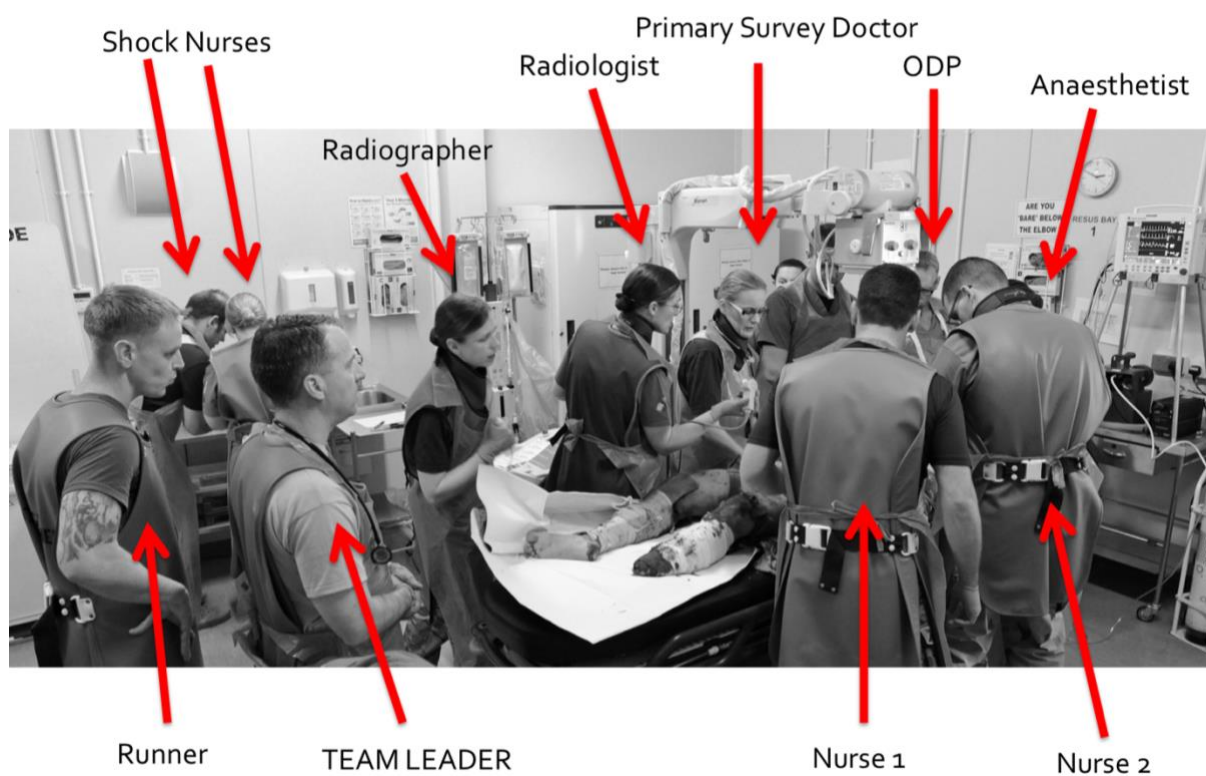 Shock Nurses
Primary Survey Doctor
Radiologist
ODP
Anaesthetist
Radiographer
ARE YOU
'BARE' BELOW
THE ELBOW
RESUS BAY
1
DE
Runner
TEAM LEADER
Nurse 1
Nurse 2